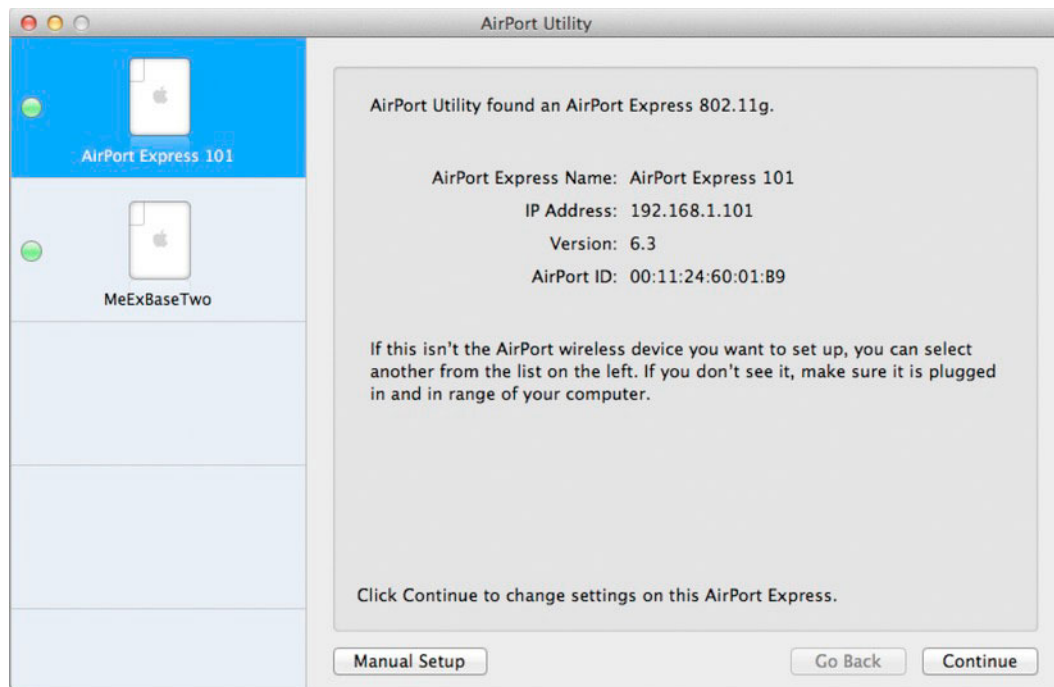 AirPort Utility
AirPort Express 101
MeExBaseTwo
AirPort Utility found an AirPort Express 802.11g.
AirPort Express Name: AirPort Express 101
IP Address: 192.168.1.101
Version: 6.3
AirPort ID: 00:11:24:60:01:B9
If this isn't the AirPort wireless device you want to set up, you can select
another from the list on the left. If you don't see it, make sure it is plugged
in and in range of your computer.
Click Continue to change settings on this AirPort Express.
Manual Setup
Go Back
Continue